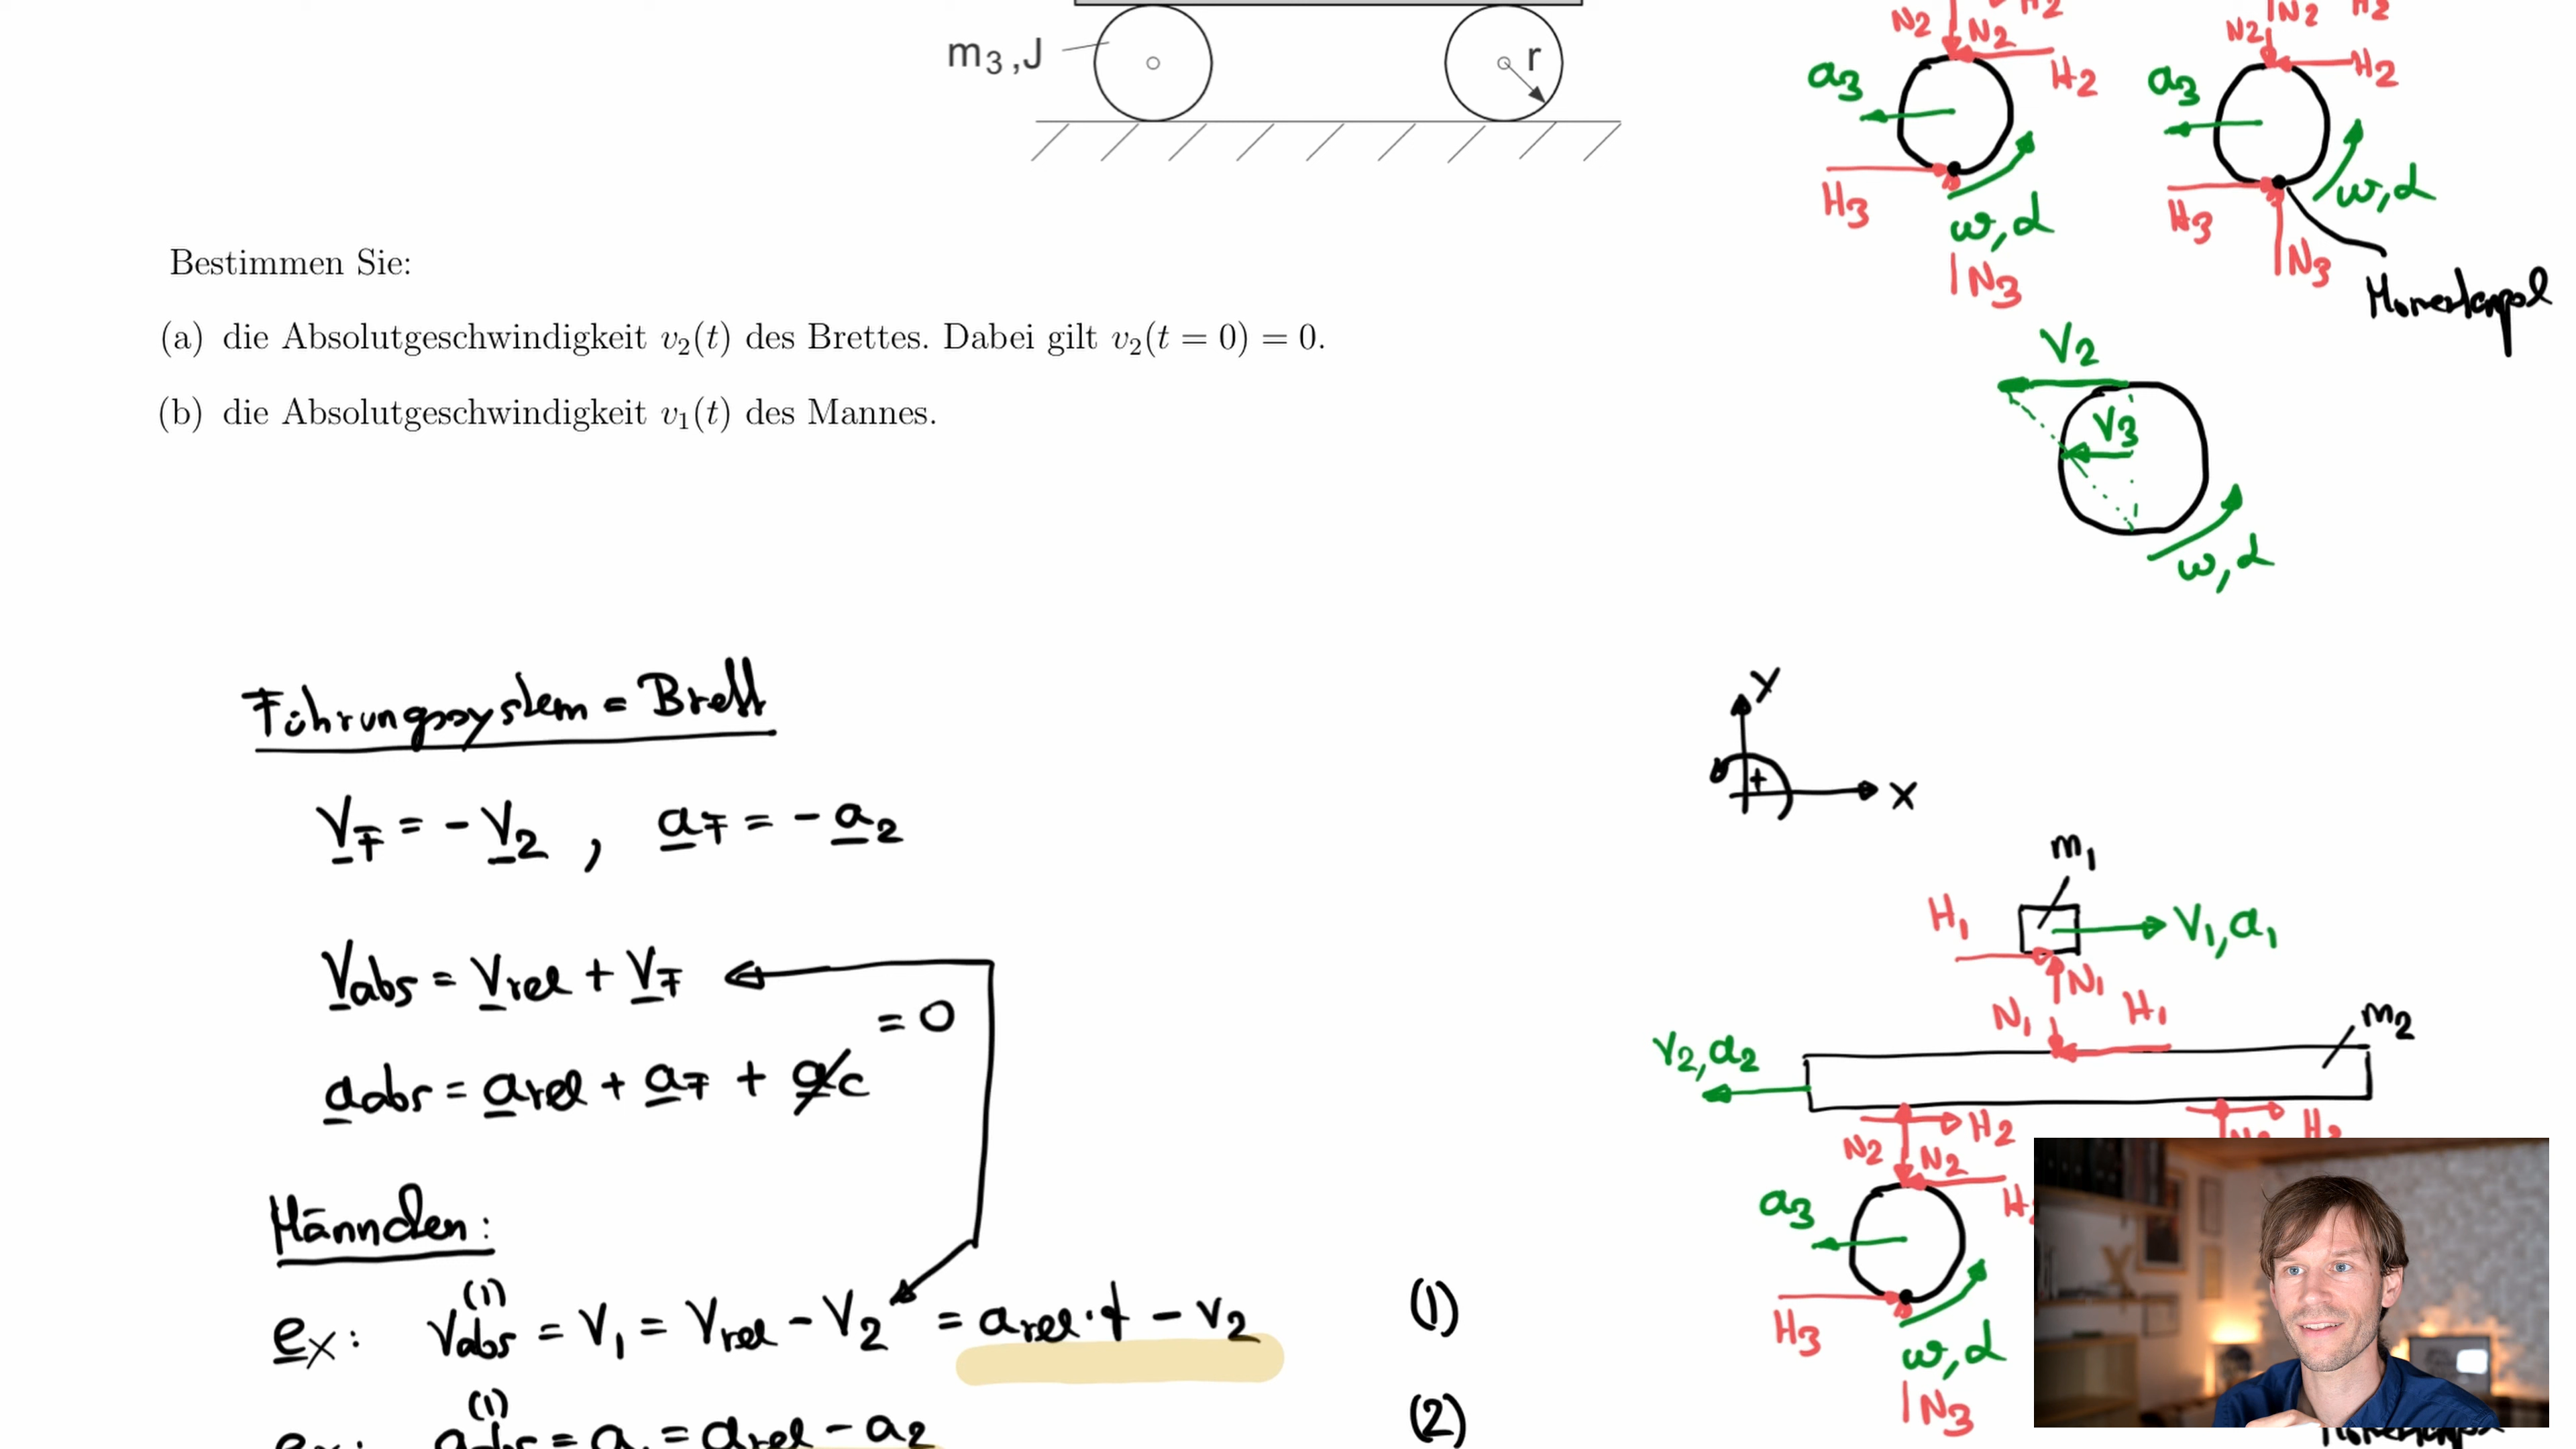 N2 N2 H2
N2 N2 H2
m3,J
r
a3
H2
a3
H2
H3
ω,α
H3
ω,α
N3
N3
Momentanpol
Bestimmen Sie:
(a) die Absolutgeschwindigkeit v2(t) des Brettes. Dabei gilt v2(t = 0) = 0.
(b) die Absolutgeschwindigkeit v1(t) des Mannes.
V2
V3
ω,α
Führungssystem = Brett
y
+
x
VF = - V2 , aF = - a2
m1
H1
V1,a1
Vabs = Vrel + VF
= 0
N1
N1 H1
m2
V2,a2
aabs = arel + aF + ac
H2
N2 N2
a3
Männchen:
ex: Vabs(1) = V1 = Vrel - V2 = arel·t - V2 (1)
H3
ω,α
N3
ex: aabs(1) = a1 = arel - a2 (2)